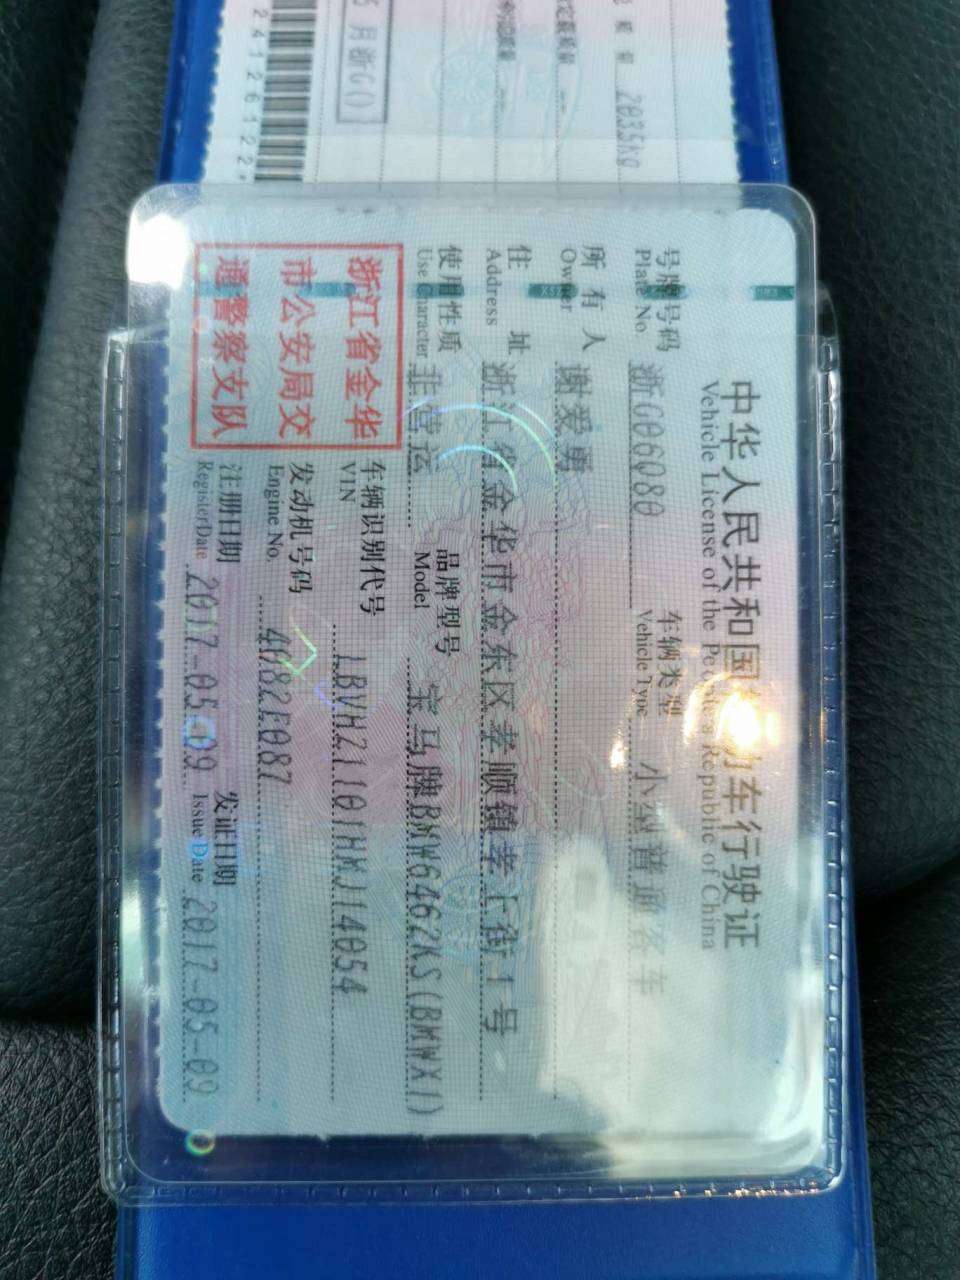 中华人民共和国机动车行驶证
Vehicle License of the People's Republic of China
号牌号码 浙G06Q80 车辆类型 小型普通客车
Plate No. Vehicle Type
所有人 谢爱勇
Owner
住址 浙江省金华市金东区孝顺镇孝上街1号
Address
使用性质 非营运 品牌型号 宝马牌BMW6462KS(BMWX1)
Use Character Model
浙江省金华
市公安局交
通警察支队
车辆识别代号 LBVHZ1101HMJ14054
VIN
发动机号码 4082E087
Engine No.
注册日期 2017-05-09 发证日期 2017-05-09
Register Date Issue Date
2035kg
月浙G()